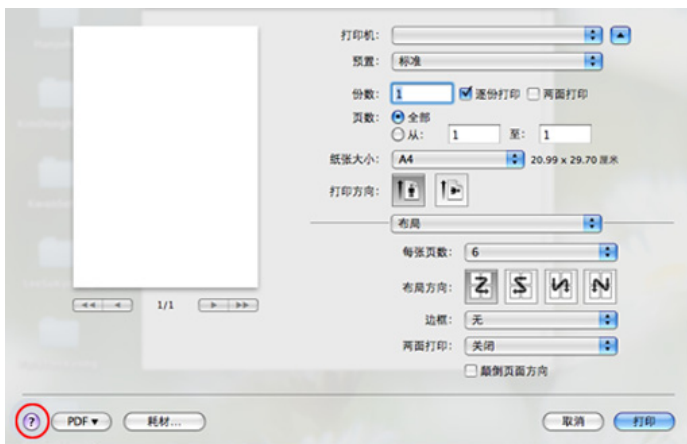 打印机:
预置: 标准
份数: 1 逐份打印 两面打印
页数: 全部
从: 1 至: 1
纸张大小: A4 20.99 x 29.70 厘米
打印方向:
布局
每张页数: 6
布局方向:
1/1
边框: 无
两面打印: 关闭
颠倒页面方向
? PDF▼ 耗材... 取消 打印